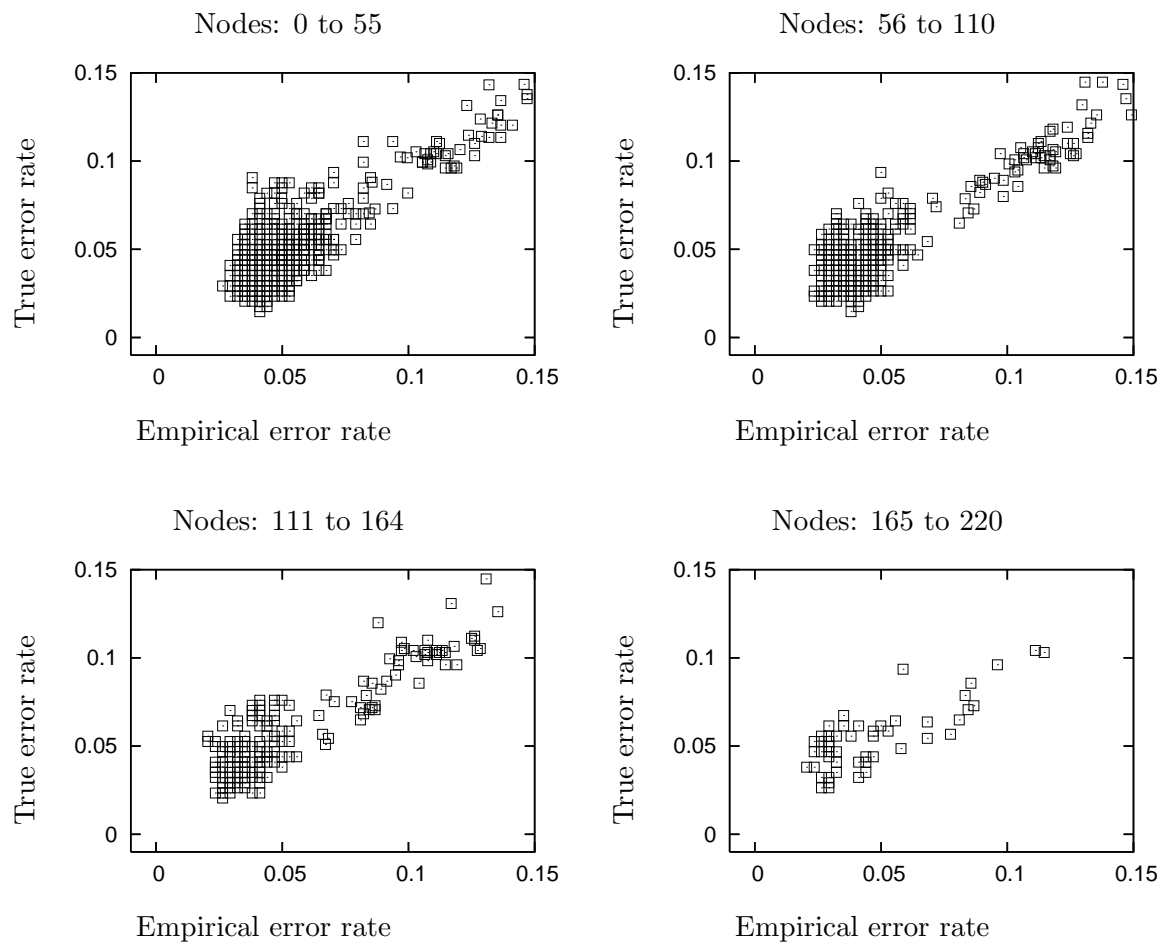 Nodes: 0 to 55
0.15
0.1
0.05
0
True error rate
0 0.05 0.1 0.15
Empirical error rate
Nodes: 56 to 110
0.15
0.1
0.05
0
True error rate
0 0.05 0.1 0.15
Empirical error rate
Nodes: 111 to 164
0.15
0.1
0.05
0
True error rate
0 0.05 0.1 0.15
Empirical error rate
Nodes: 165 to 220
0.15
0.1
0.05
0
True error rate
0 0.05 0.1 0.15
Empirical error rate